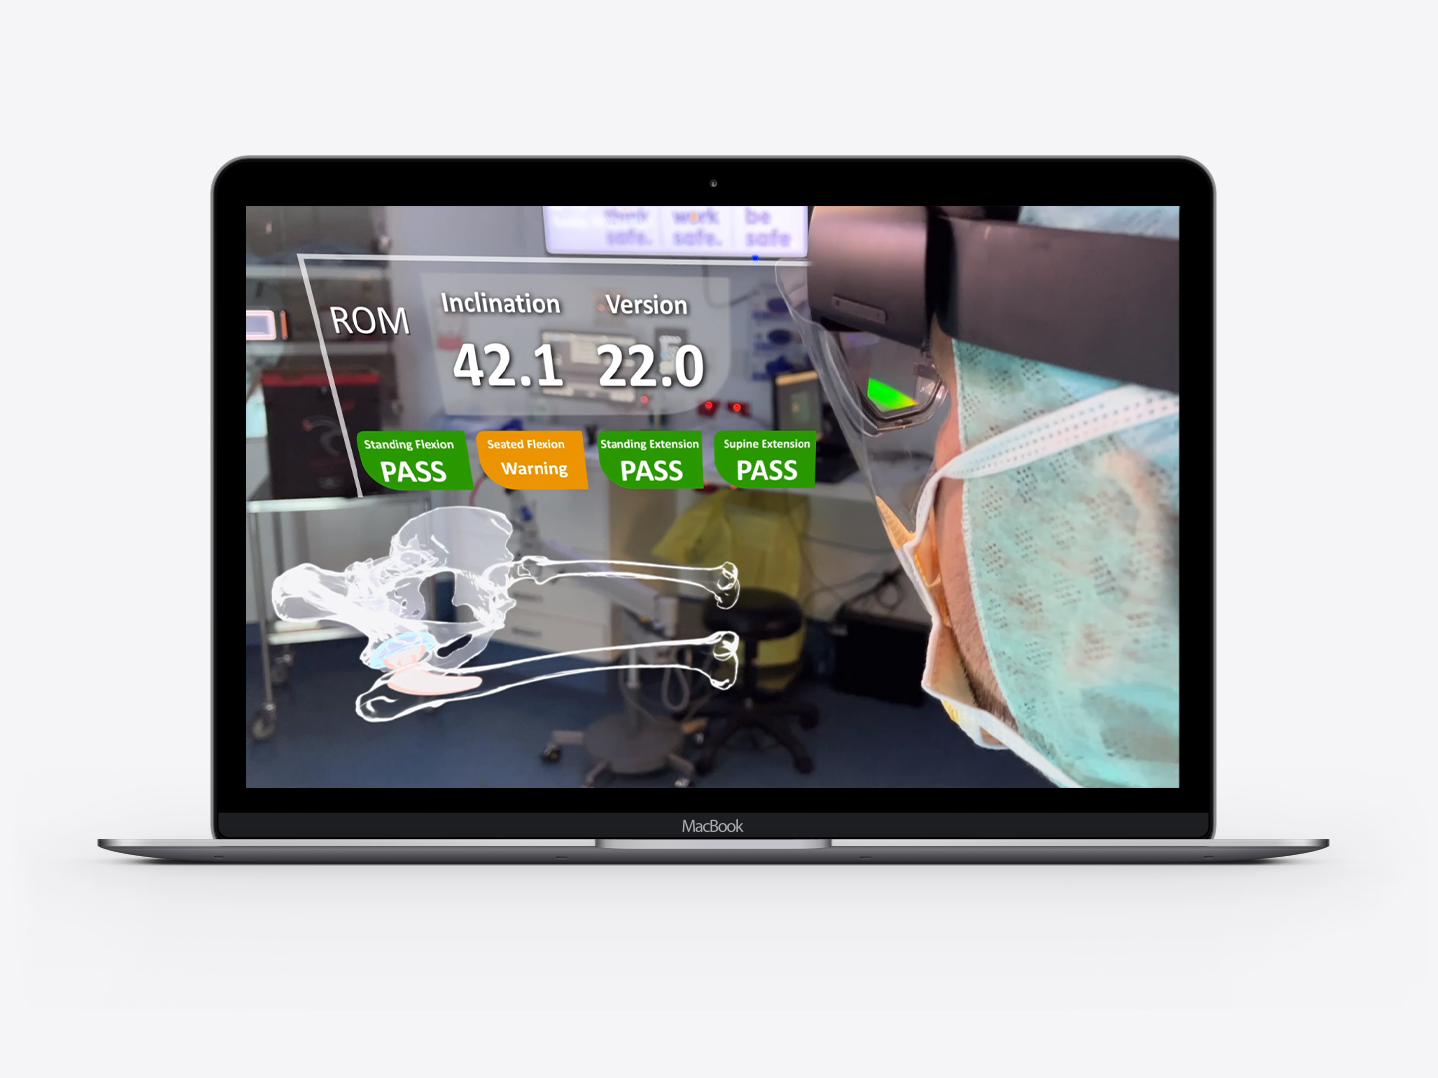 think work be
safe. safe. safe
ROM
Inclination Version
42.1 22.0
Standing Flexion
PASS
Seated Flexion
Warning
Standing Extension
PASS
Supine Extension
PASS
MacBook